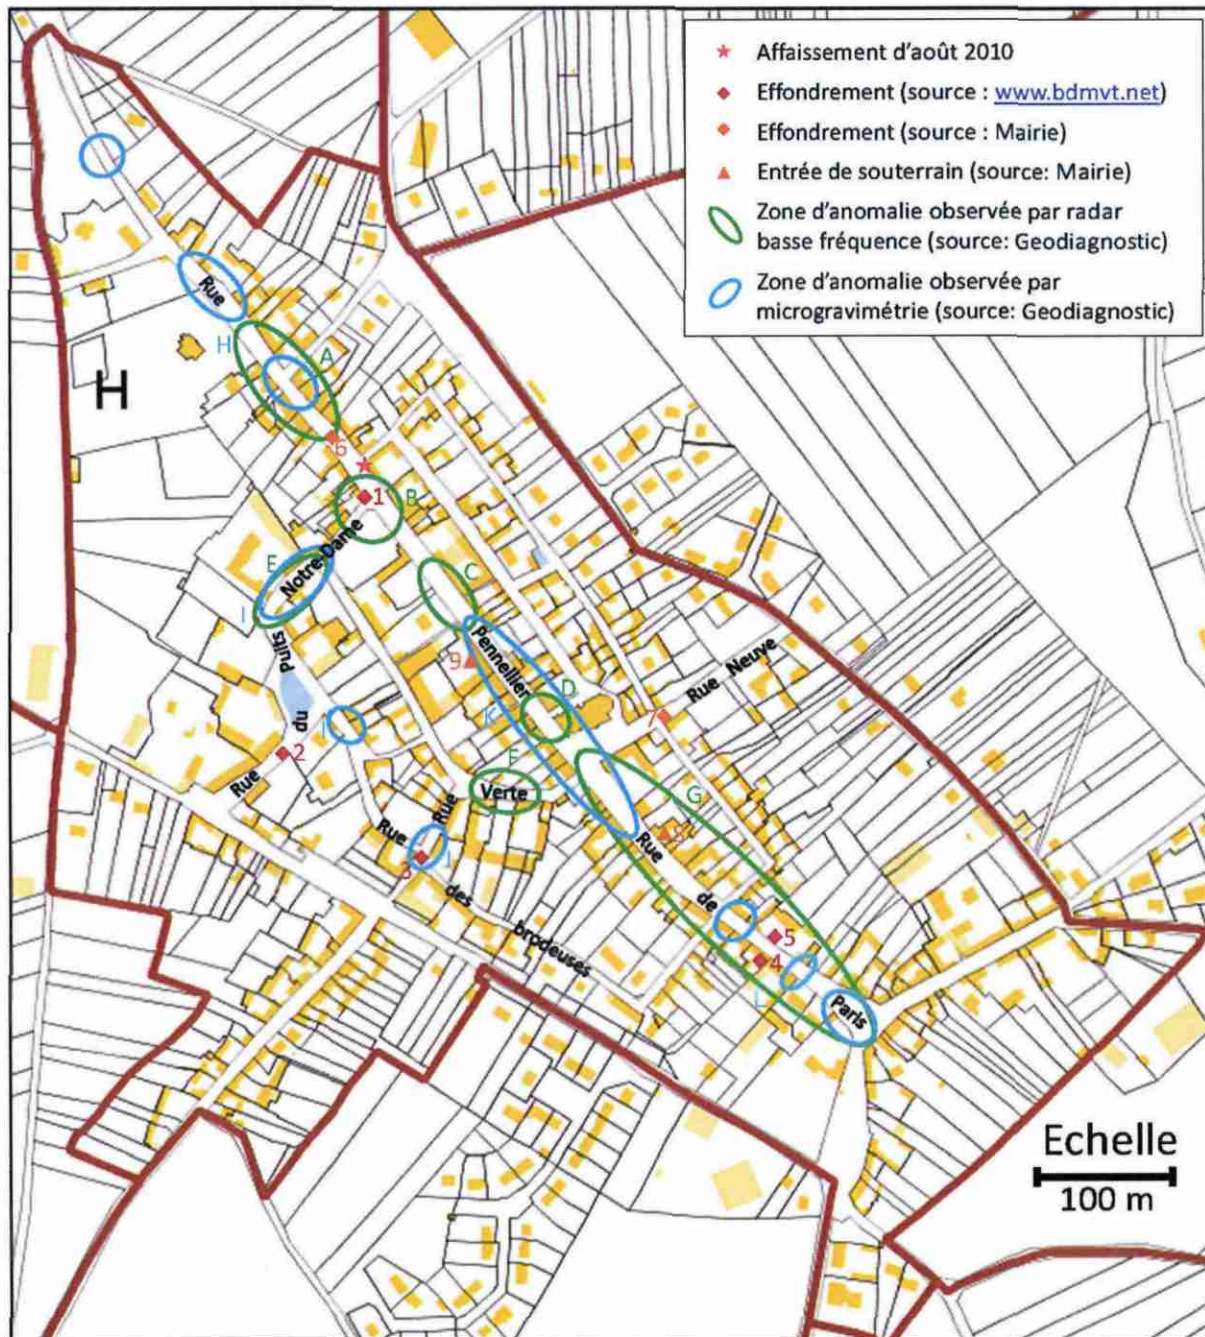 Affaissement d'août 2010
Effondrement (source : www.bdmvt.net)
Effondrement (source : Mairie)
Entrée de souterrain (source: Mairie)
Zone d'anomalie observée par radar
basse fréquence (source: Geodiagnostic)
Zone d'anomalie observée par
microgravimétrie (source: Geodiagnostic)
Rue
H
A
H
6
1
B
E
Notre-Dame
I
C
Puits
Pennellier
9
Rue Neuve
D
7
K
du
2
F
Rue
Verte
G
Rue
Rue
Rue
8
3
J
des
de
brodeuses
5
4
L
Paris
Echelle
100 m